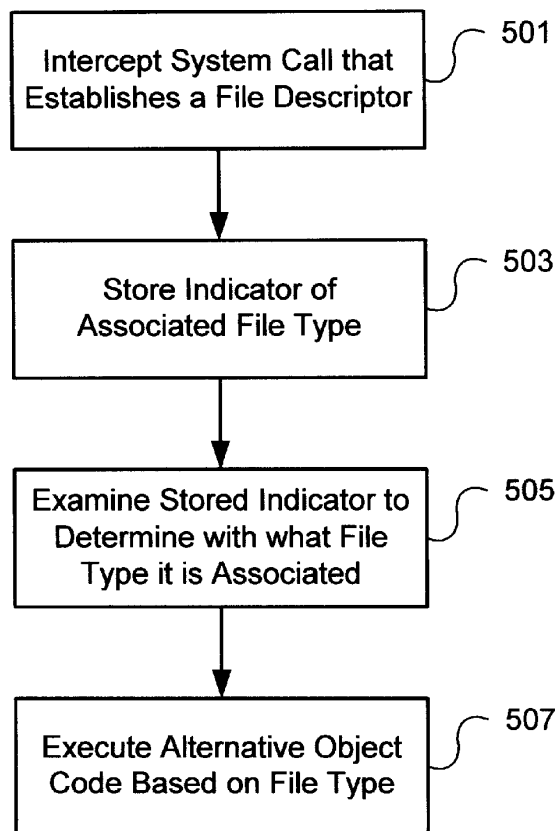 Intercept System Call that
Establishes a File Descriptor
501
Store Indicator of
Associated File Type
503
Examine Stored Indicator to
Determine with what File
Type it is Associated
505
Execute Alternative Object
Code Based on File Type
507